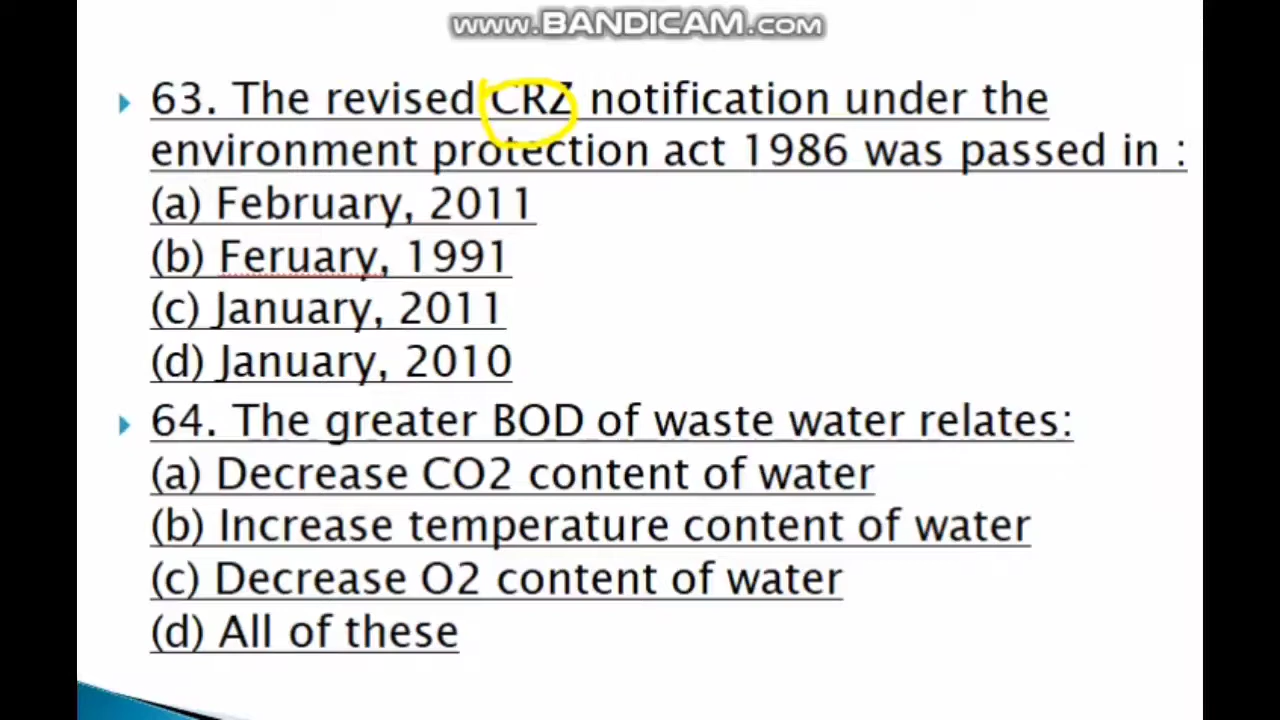 www.BANDICAM.com
63. The revised CRZ notification under the
environment protection act 1986 was passed in :
(a) February, 2011
(b) Feruary, 1991
(c) January, 2011
(d) January, 2010
64. The greater BOD of waste water relates:
(a) Decrease CO2 content of water
(b) Increase temperature content of water
(c) Decrease O2 content of water
(d) All of these